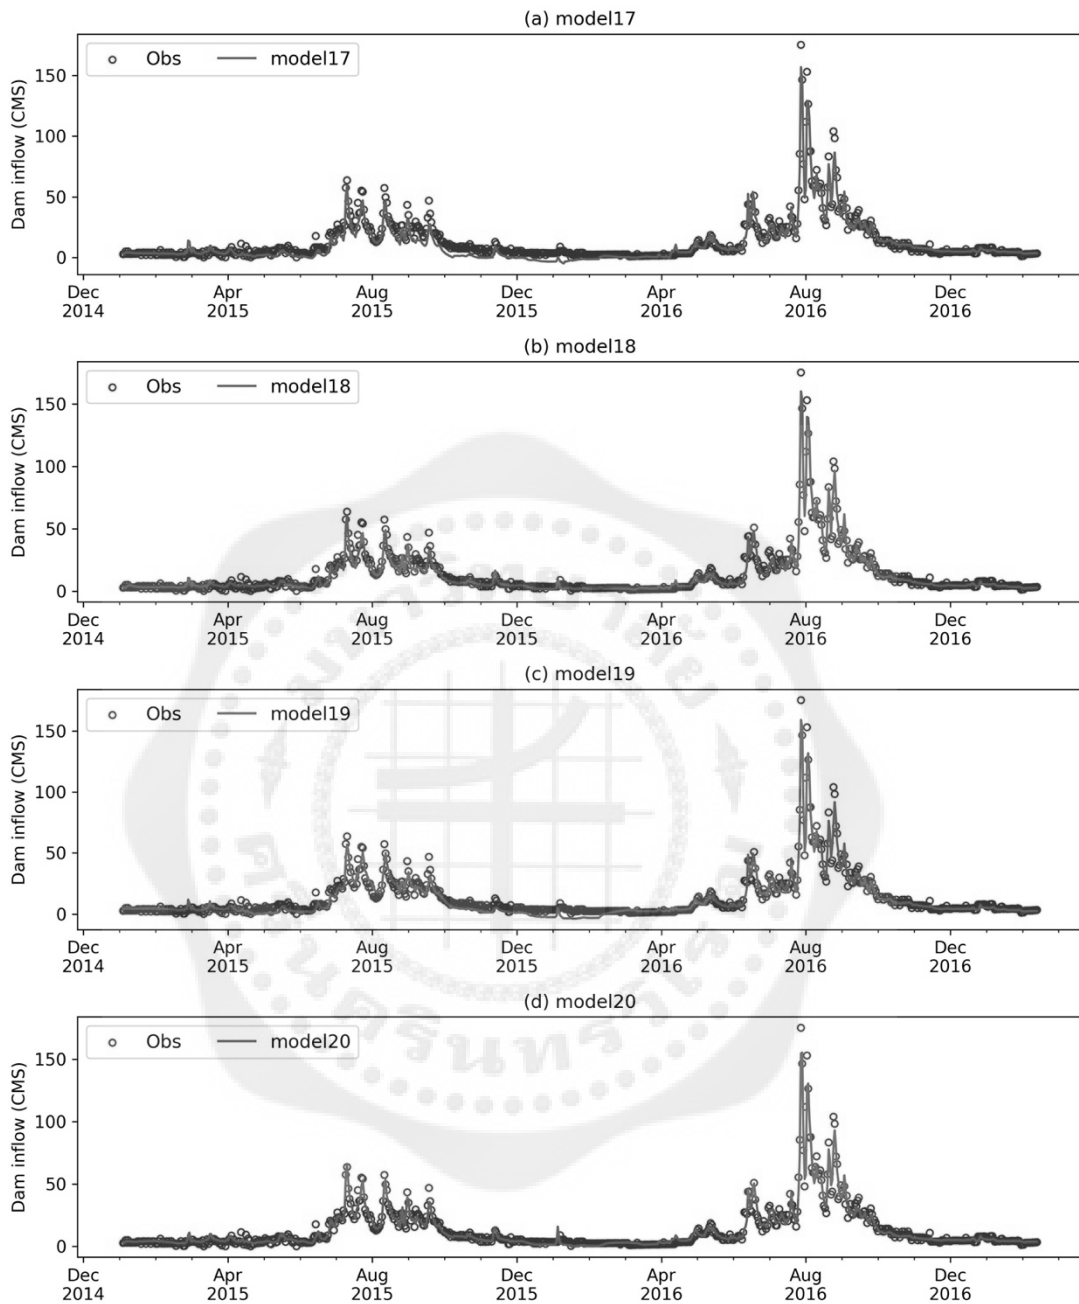 (a) model17
Obs model17
Dam inflow (CMS)
150
100
50
0
Dec Apr Aug Dec Apr Aug Dec
2014 2015 2015 2015 2016 2016 2016
(b) model18
Obs model18
Dam inflow (CMS)
150
100
50
0
Dec Apr Aug Dec Apr Aug Dec
2014 2015 2015 2015 2016 2016 2016
(c) model19
Obs model19
Dam inflow (CMS)
150
100
50
0
Dec Apr Aug Dec Apr Aug Dec
2014 2015 2015 2015 2016 2016 2016
(d) model20
Obs model20
Dam inflow (CMS)
150
100
50
0
Dec Apr Aug Dec Apr Aug Dec
2014 2015 2015 2015 2016 2016 2016